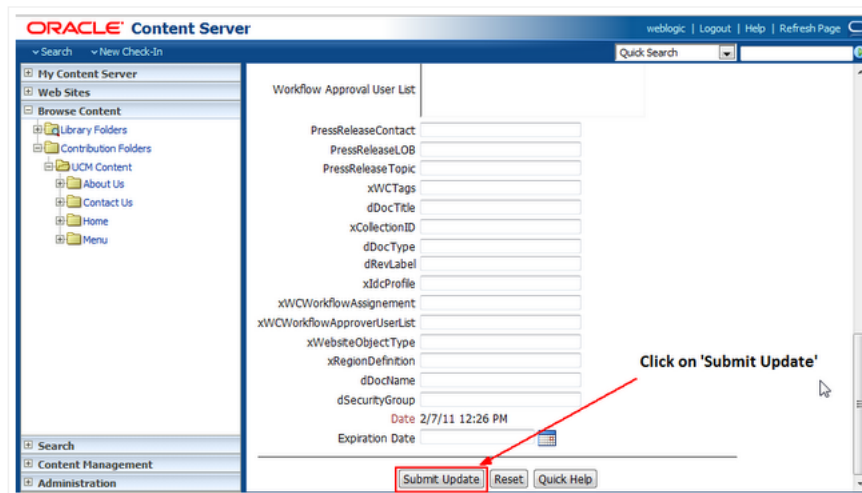 ORACLE Content Server
weblogic | Logout | Help | Refresh Page
Search New Check-In
Quick Search
My Content Server
Web Sites
Browse Content
Library Folders
Contribution Folders
UCM Content
About Us
Contact Us
Home
Menu
Search
Content Management
Administration
Workflow Approval User List
PressReleaseContact
PressReleaseLOB
PressReleaseTopic
xWCTags
dDocTitle
xCollectionID
dDocType
dRevLabel
xIdcProfile
xWCWorkflowAssignement
xWCWorkflowApproverUserList
xWebsiteObjectType
xRegionDefinition
dDocName
dSecurityGroup
Date 2/7/11 12:26 PM
Expiration Date
Click on 'Submit Update'
Submit Update Reset Quick Help